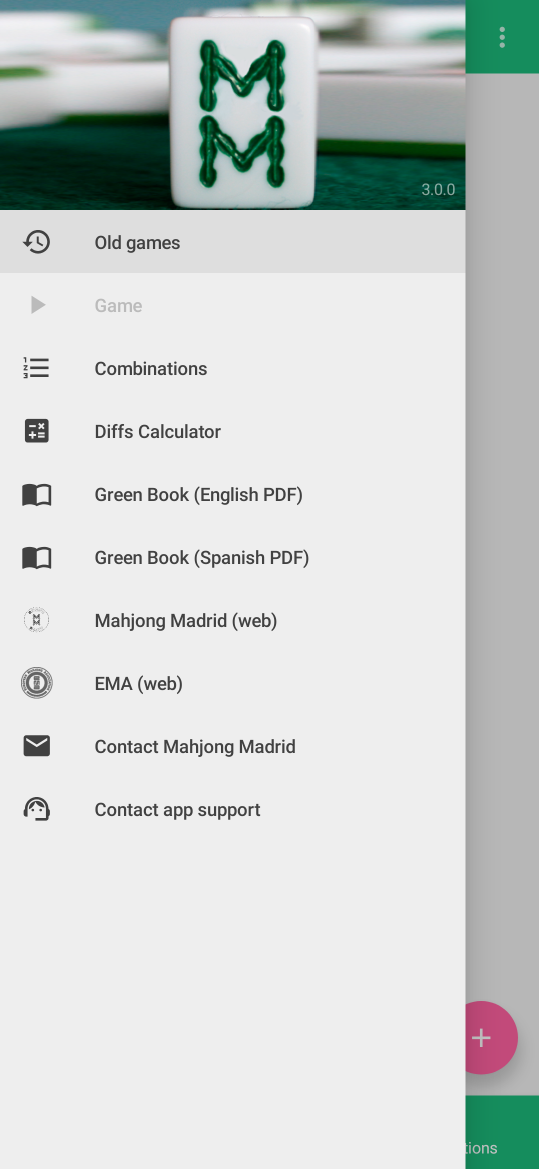 M
M
3.0.0
Old games
Game
Combinations
Diffs Calculator
Green Book (English PDF)
Green Book (Spanish PDF)
Mahjong Madrid (web)
EMA (web)
Contact Mahjong Madrid
Contact app support
tions